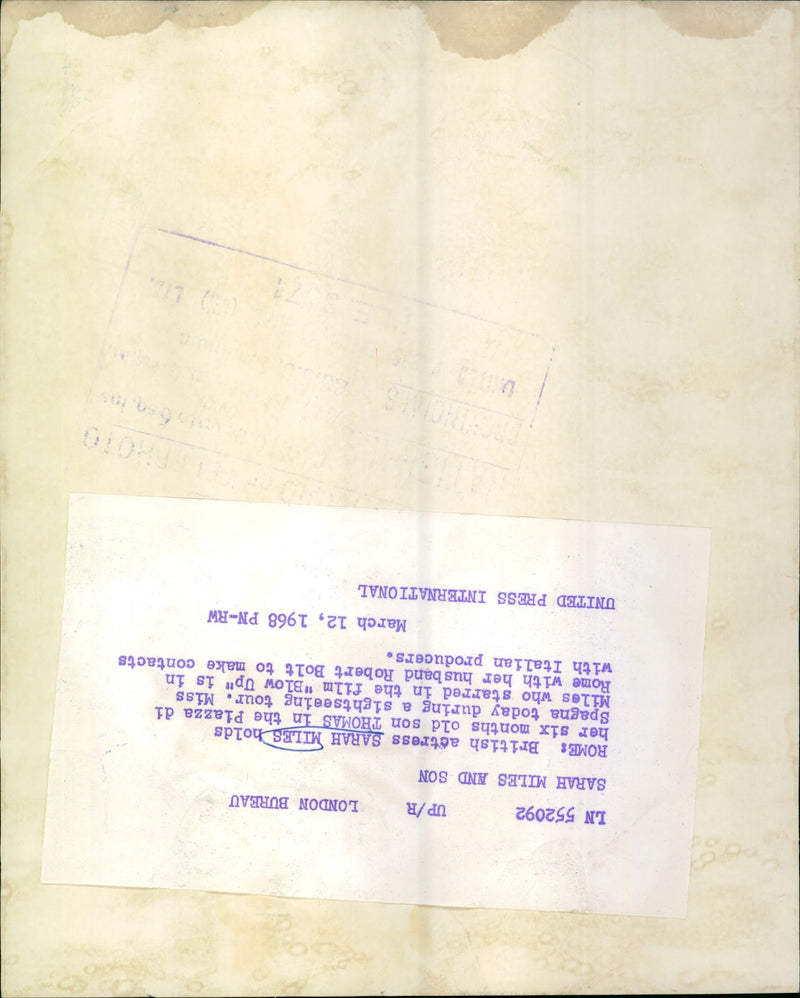 LN 552092 UP/R LONDON BUREAU
SARAH MILES AND SON
ROME: British actress SARAH MILES holds
her six months old son THOMAS in the Piazza di
Spagna today during a sightseeing tour. Miss
Miles who starred in the film "Blow Up" is in
Rome with her husband Robert Bolt to make contacts
with Italian producers.
March 12, 1968 PN-RW
UNITED PRESS INTERNATIONAL
PROVINCIALS